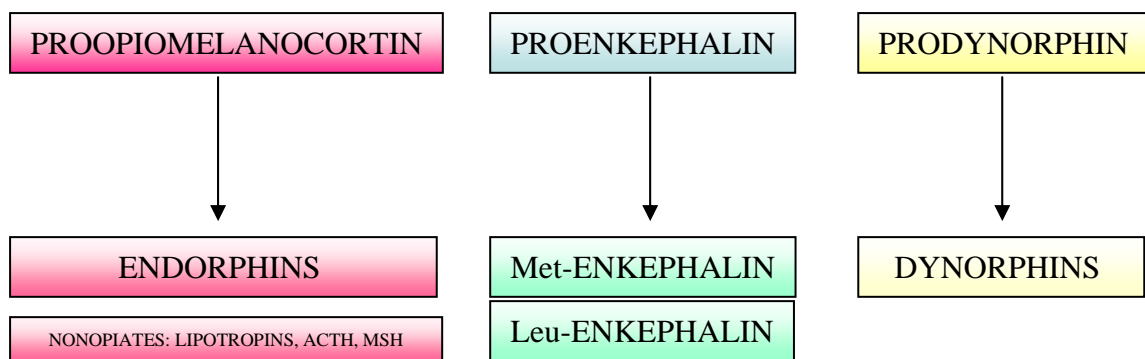 PROOPIOMELANOCORTIN
PROENKEPHALIN
PRODYNORPHIN
ENDORPHINS
Met-ENKEPHALIN
DYNORPHINS
NONOPIATES: LIPOTROPINS, ACTH, MSH
Leu-ENKEPHALIN